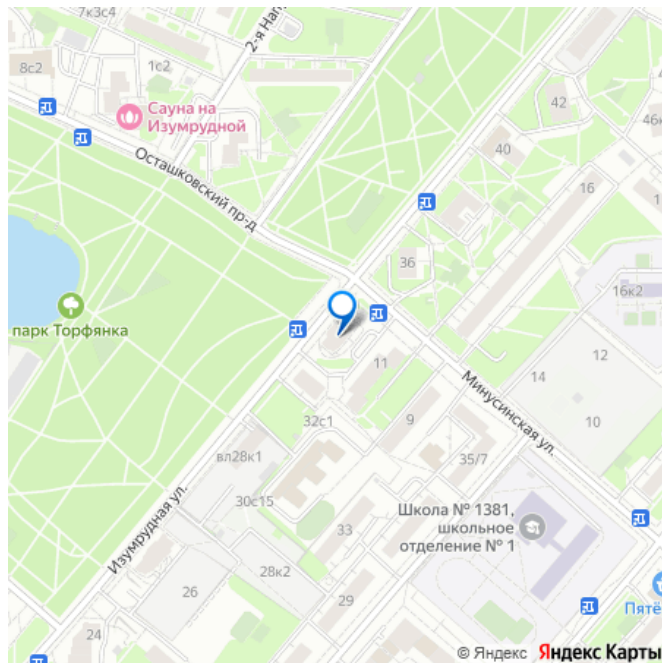 7к3с4
2-я Нап
8с2
1с2
Сауна на
Изумрудной
42
46к
40
Осташковский пр-д
16
36
16к2
парк Торфянка
11
12
14
Минусинская ул.
10
9
32с1
35/7
вл28к1
30с15
Школа № 1381,
школьное
отделение № 1
Изумрудная ул.
33
28к2
26
29
Пятё
24
© Яндекс Яндекс Карты